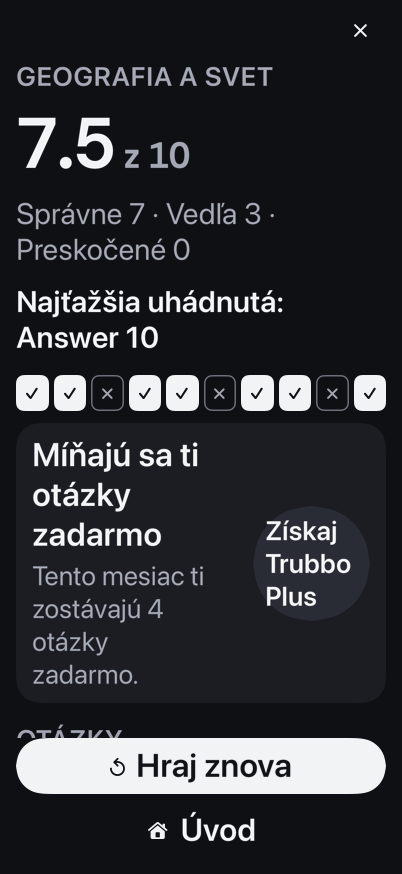 GEOGRAFIA A SVET
7.5 z 10
Správne 7 · Vedľa 3 ·
Preskočené 0
Najťažšia uhádnutá:
Answer 10
Míňajú sa ti
otázky
zadarmo
Tento mesiac ti
zostávajú 4
otázky
zadarmo.
Získaj
Trubbo
Plus
OTÁZKY
Hraj znova
Úvod